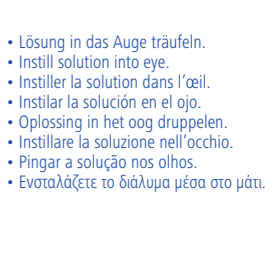 • Lösung in das Auge träufeln.
• Instill solution into eye.
• Instiller la solution dans l’œil.
• Instilar la solución en el ojo.
• Oplossing in het oog druppelen.
• Instillare la soluzione nell’occhio.
• Pingar a solução nos olhos.
• Ενσταλάζετε το διάλυμα μέσα στο μάτι.